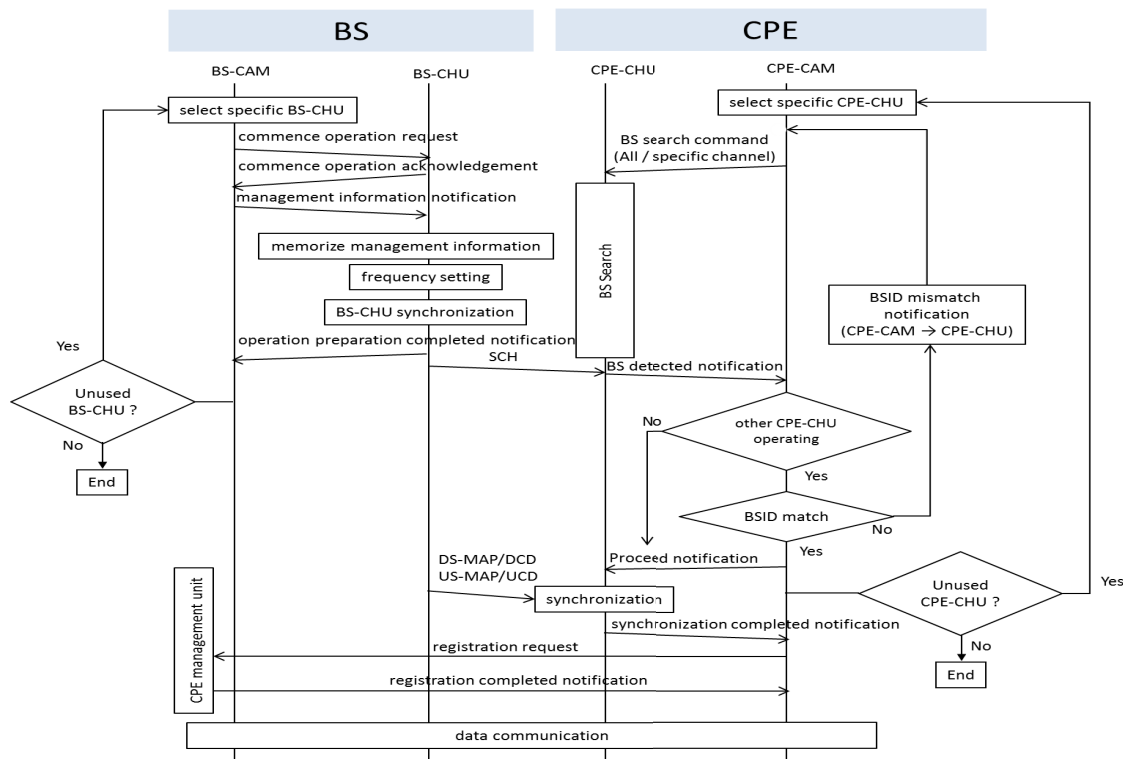 BS
CPE
BS-CAM
BS-CHU
CPE-CHU
CPE-CAM
select specific BS-CHU
select specific CPE-CHU
commence operation request
BS search command
(All / specific channel)
commence operation acknowledgement
management information notification
memorize management information
frequency setting
BS-CHU synchronization
BS Search
BSID mismatch
notification
(CPE-CAM → CPE-CHU)
operation preparation completed notification
SCH
BS detected notification
Yes
Unused
BS-CHU ?
No
End
No
other CPE-CHU
operating
Yes
BSID match
No
Yes
DS-MAP/DCD
US-MAP/UCD
Proceed notification
synchronization
Unused
CPE-CHU ?
Yes
No
End
synchronization completed notification
CPE management unit
registration request
registration completed notification
data communication